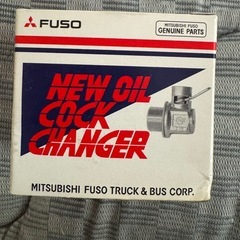 FUSO
MITSUBISHI FUSO
GENUINE PARTS
NEW OIL
COCK
CHANGER
MITSUBISHI FUSO TRUCK & BUS CORP.